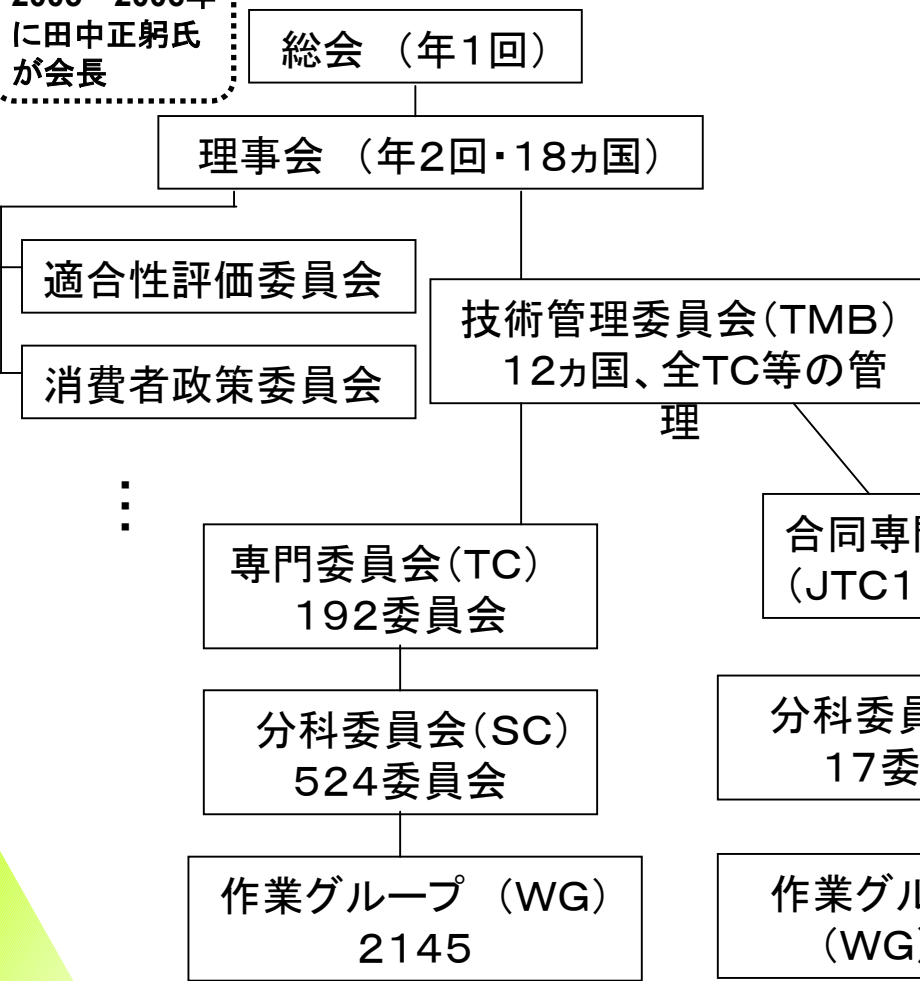 に田中正躬氏
が会長
総会 (年1回)
理事会 (年2回・18ヵ国)
適合性評価委員会
消費者政策委員会
技術管理委員会(TMB)
12ヵ国、全TC等の管
理
⋮
専門委員会(TC)
192委員会
合同専
(JTC1
分科委員会(SC)
524委員会
分科委
17委
作業グループ (WG)
2145
作業グル
(WG)